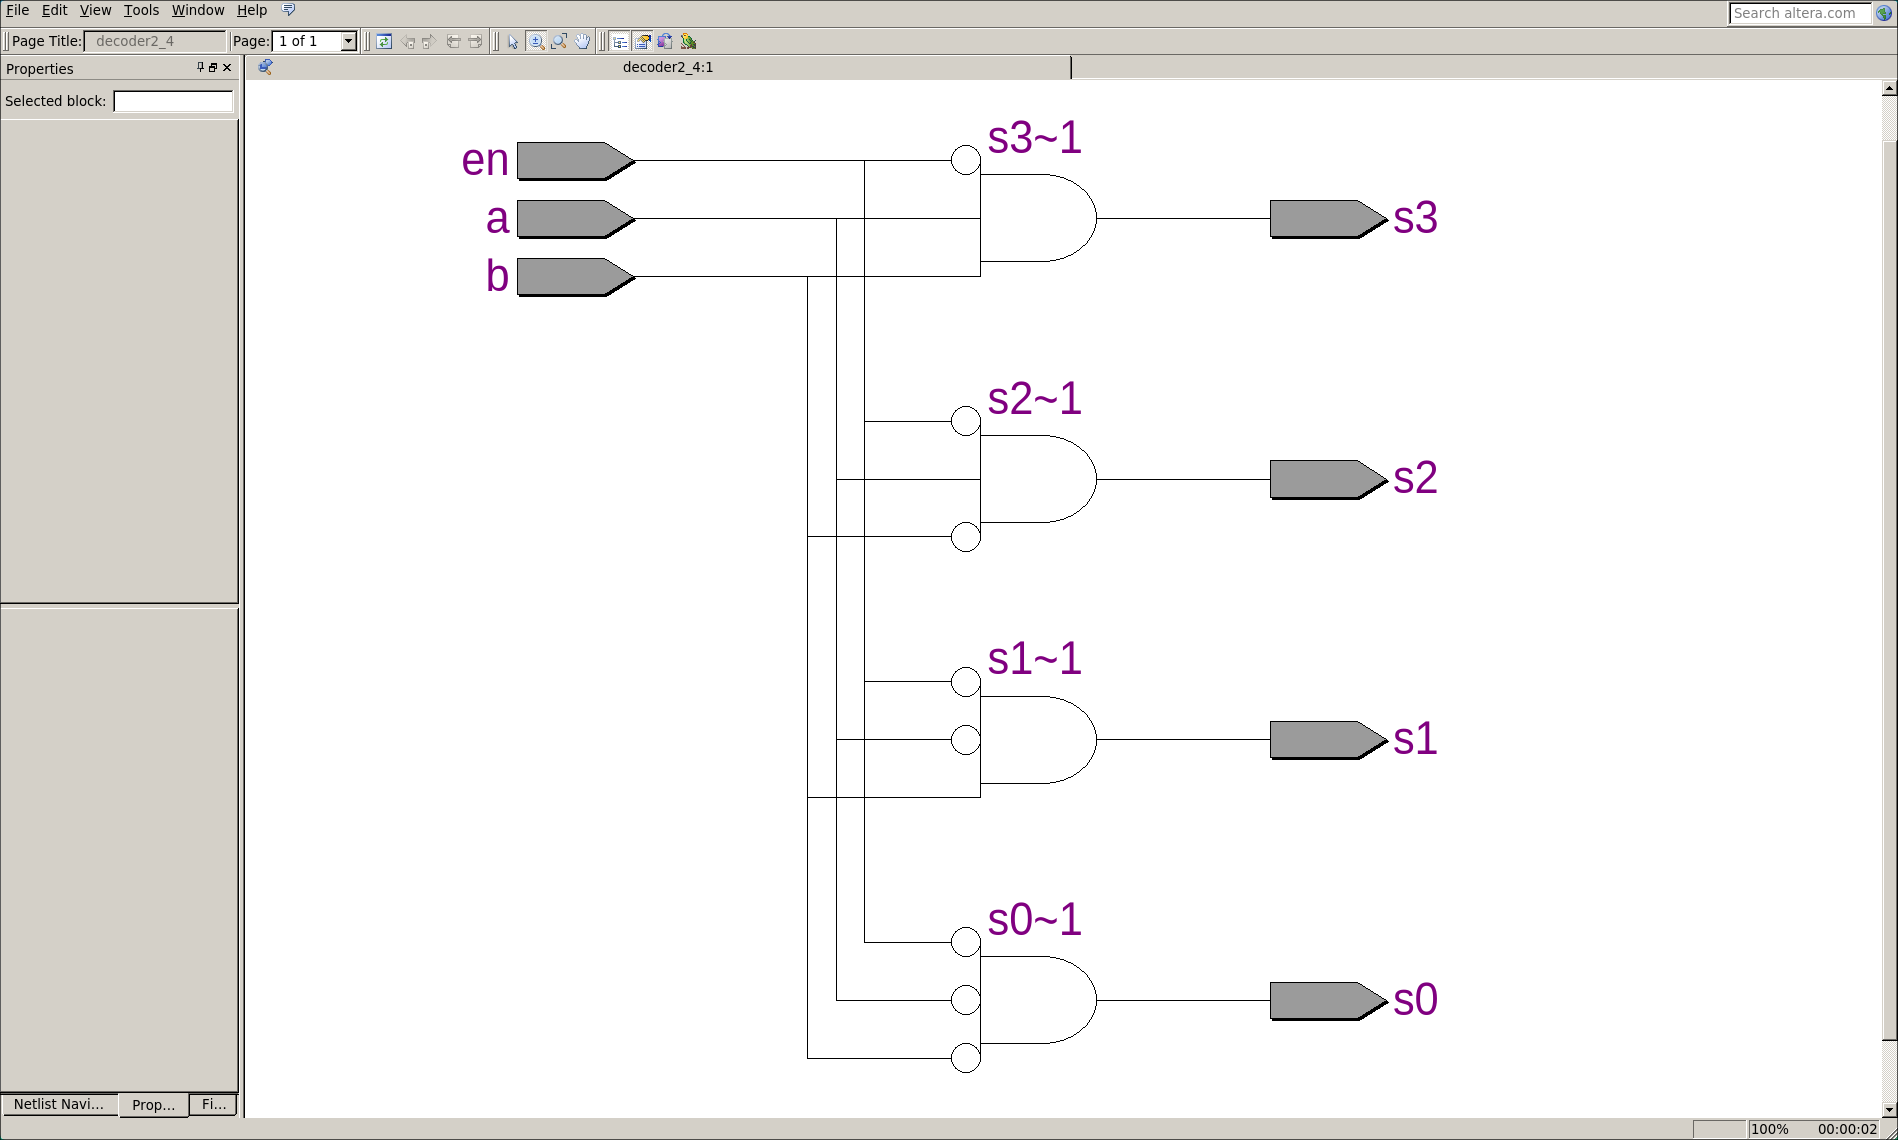 File Edit View Tools Window Help
Search altera.com
Page Title: decoder2_4 Page: 1 of 1
Properties
decoder2_4:1
Selected block:
en
a
b
s3~1
s3
s2~1
s2
s1~1
s1
s0~1
s0
Netlist Navi... Prop... Fi...
100% 00:00:02